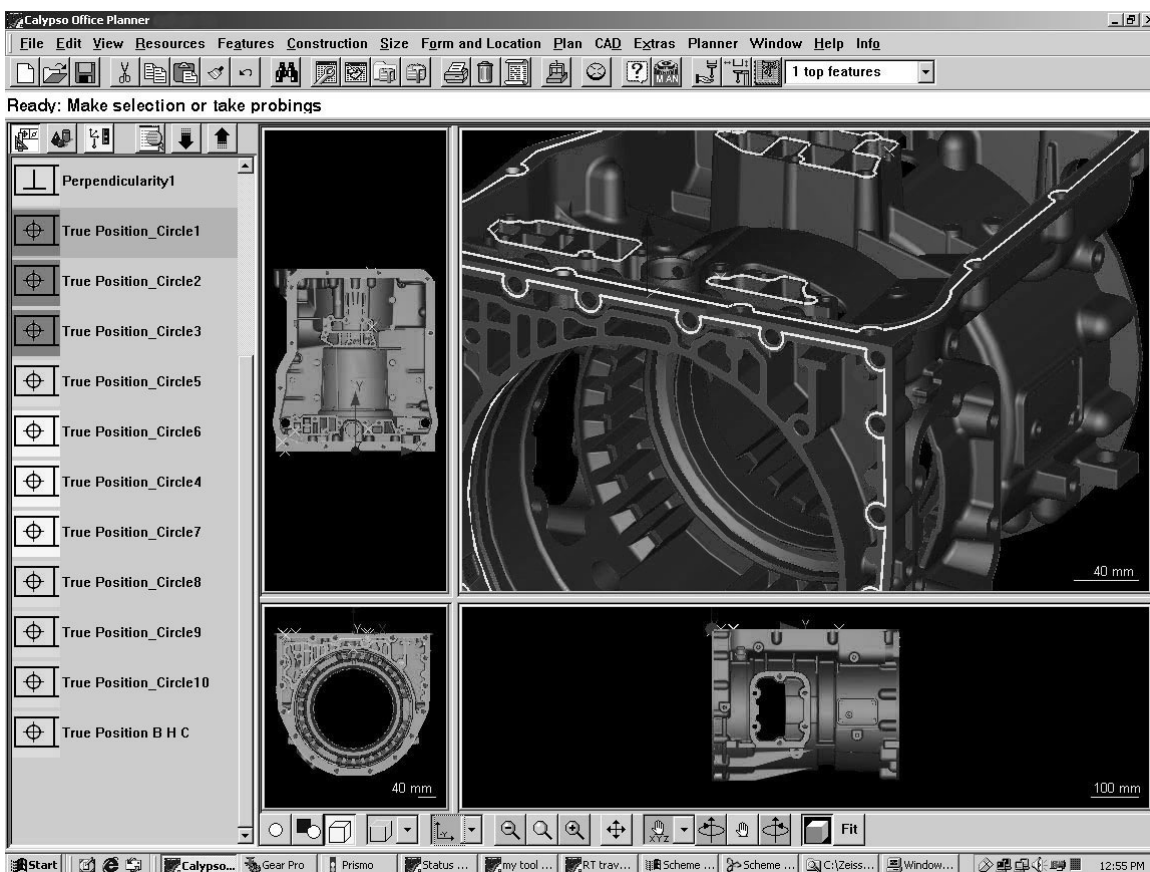 Calypso Office Planner
File Edit View Resources Features Construction Size Form and Location Plan CAD Extras Planner Window Help Info
? MAN 1 top features
Ready: Make selection or take probings
Perpendicularity1
True Position_Circle1
True Position_Circle2
True Position_Circle3
True Position_Circle5
True Position_Circle6
True Position_Circle4
True Position_Circle7
True Position_Circle8
True Position_Circle9
True Position_Circle10
True Position B H C
Y
40 mm
Y
40 mm
Y
100 mm
XYZ Fit
Start Calypso... Gear Pro Prismo Status ... my tool ... RT trav... Scheme ... Scheme ... C:\Zeiss... Window... 12:55 PM